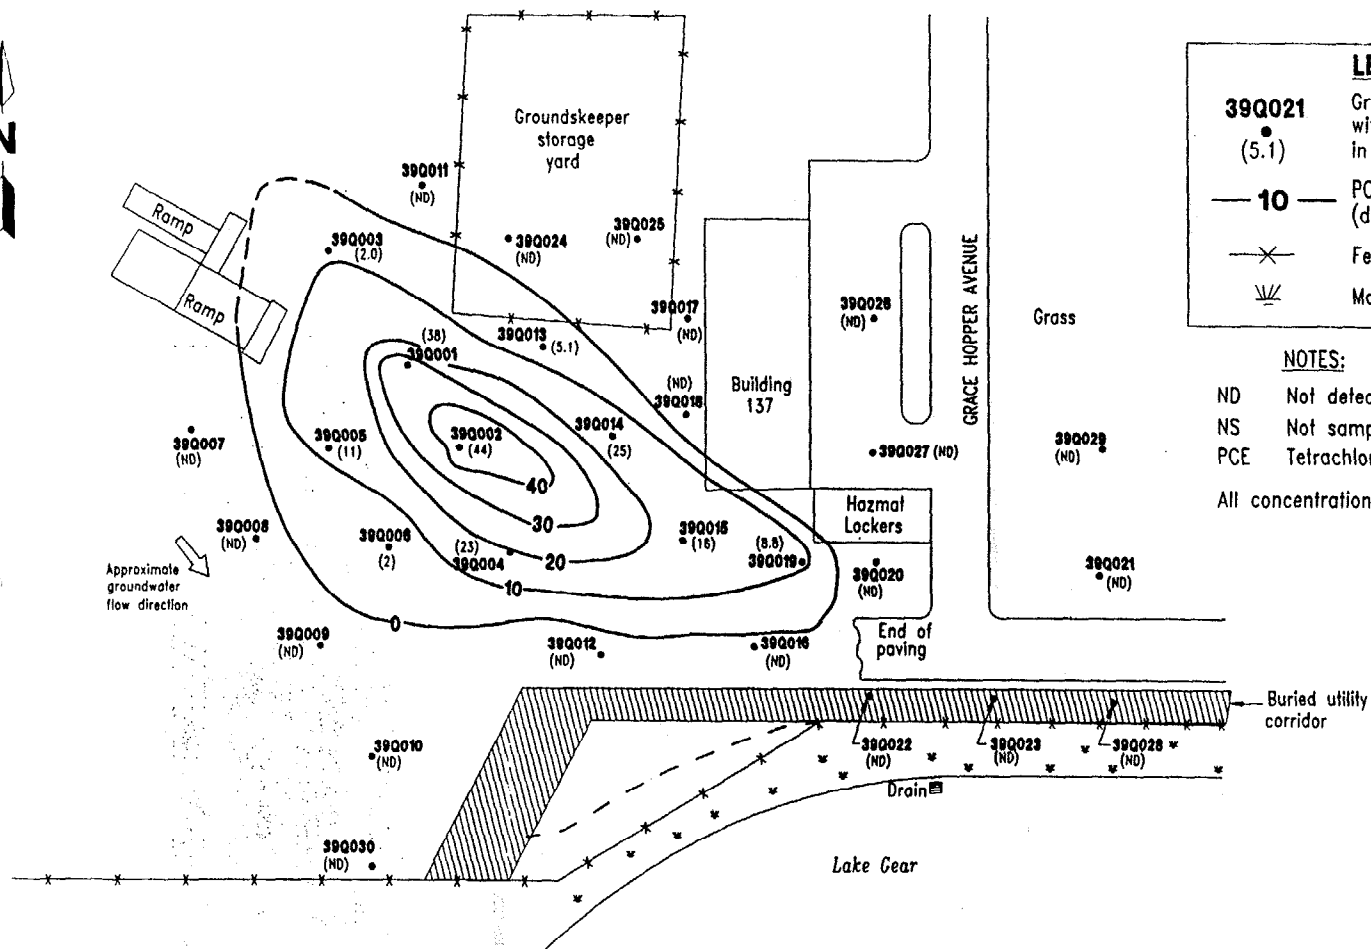 N
Groundskeeper
storage
yard
39Q011
(ND)
Ramp
39Q003
(2.0)
39Q024
(ND)
39Q025
(ND)
Ramp
39Q017
(ND)
39Q026
(ND)
GRACE HOPPER AVENUE
Grass
39Q021
(5.1)
10
NOTES:
ND Not
NS Not
PCE
All
(38)
39Q001
39Q013
(5.1)
(ND)
39Q018
Building
137
39Q007
(ND)
39Q005
(11)
39Q002
(44)
39Q014
(25)
39Q027 (ND)
39Q029
(ND)
40
30
20
10
0
Hazmat
Lockers
39Q008
(ND)
39Q006
(2)
(23)
39Q004
39Q015
(16)
(8.8)
39Q019
39Q020
(ND)
39Q021
(ND)
Approximate
groundwater
flow direction
39Q009
(ND)
39Q012
(ND)
39Q016
(ND)
End of
paving
Buried utility
corridor
39Q010
(ND)
39Q022
(ND)
39Q023
(ND)
39Q028
(ND)
Drain
39Q030
(ND)
Lake Gear